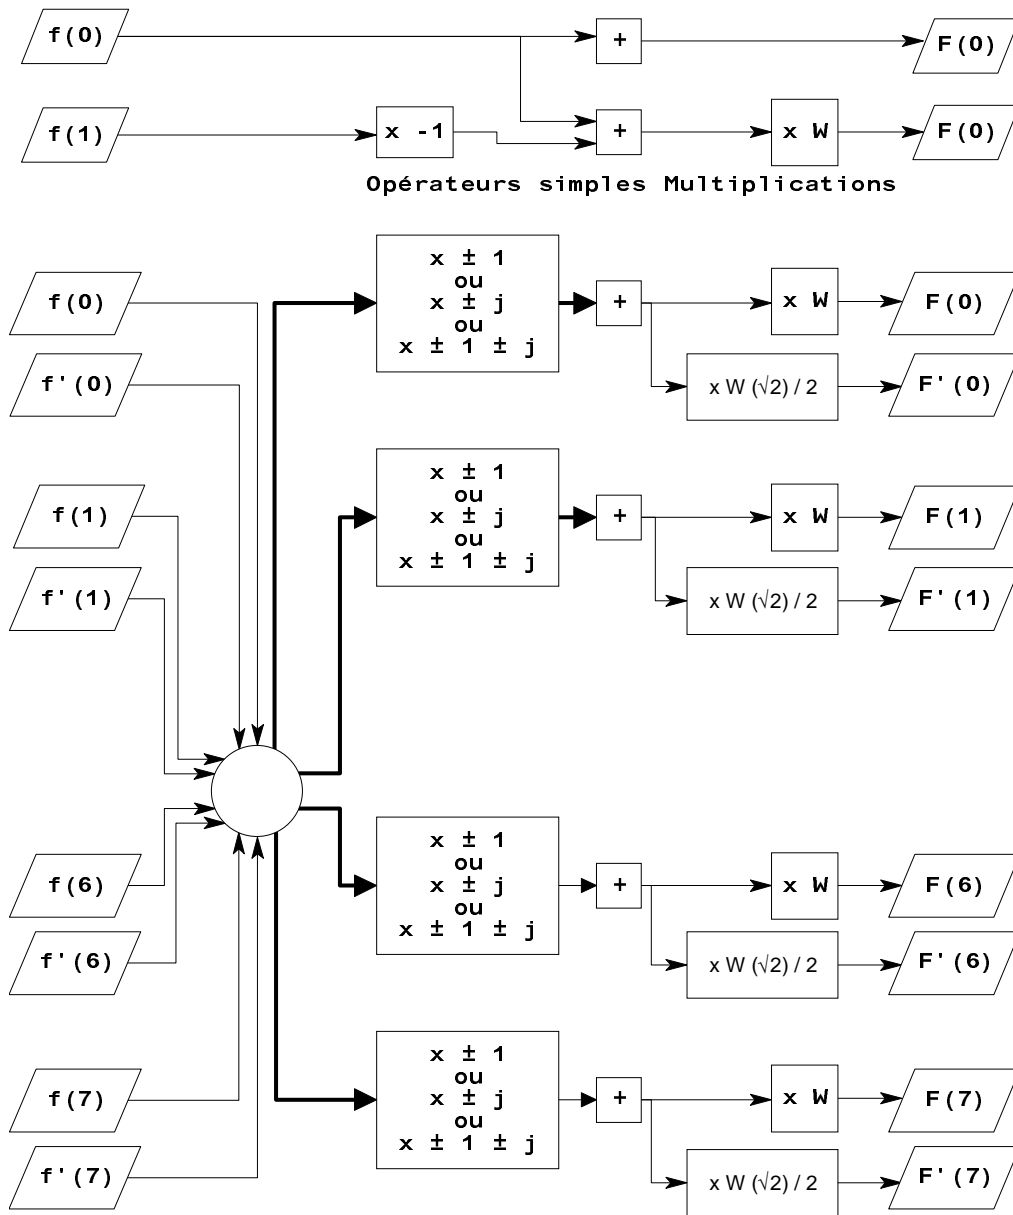 f(0)
+
F(0)
f(1)
x -1
+
x W
F(0)
Opérateurs simples Multiplications
f(0)
x ± 1
ou
x ± j
ou
x ± 1 ± j
+
x W
F(0)
f'(0)
x W (√2) / 2
F'(0)
f(1)
x ± 1
ou
x ± j
ou
x ± 1 ± j
+
x W
F(1)
f'(1)
x W (√2) / 2
F'(1)
f(6)
x ± 1
ou
x ± j
ou
x ± 1 ± j
+
x W
F(6)
f'(6)
x W (√2) / 2
F'(6)
f(7)
x ± 1
ou
x ± j
ou
x ± 1 ± j
+
x W
F(7)
f'(7)
x W (√2) / 2
F'(7)